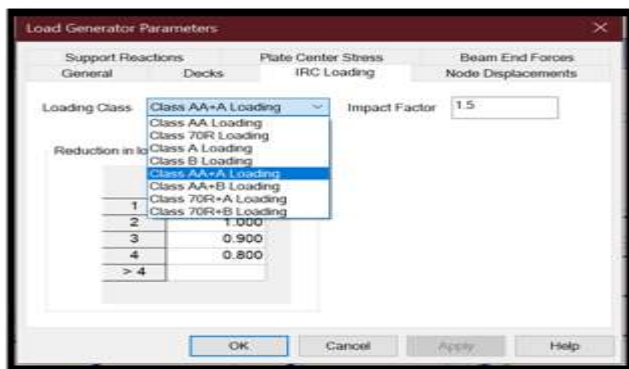 Load Generator Parameters
Support Reactions Plate Center Stress Beam End Forces
General Decks IRC Loading Node Displacements
Loading Class Class AA+A Loading Impact Factor 1.5
Class AA Loading
Class 70R Loading
Reduction in lo Class A Loading
Class B Loading
Class AA+A Loading
Class AA+B Loading
Class 70R+A Loading
1 Class 70R+B Loading
2 1.000
3 0.900
4 0.800
> 4
OK Cancel Apply Help